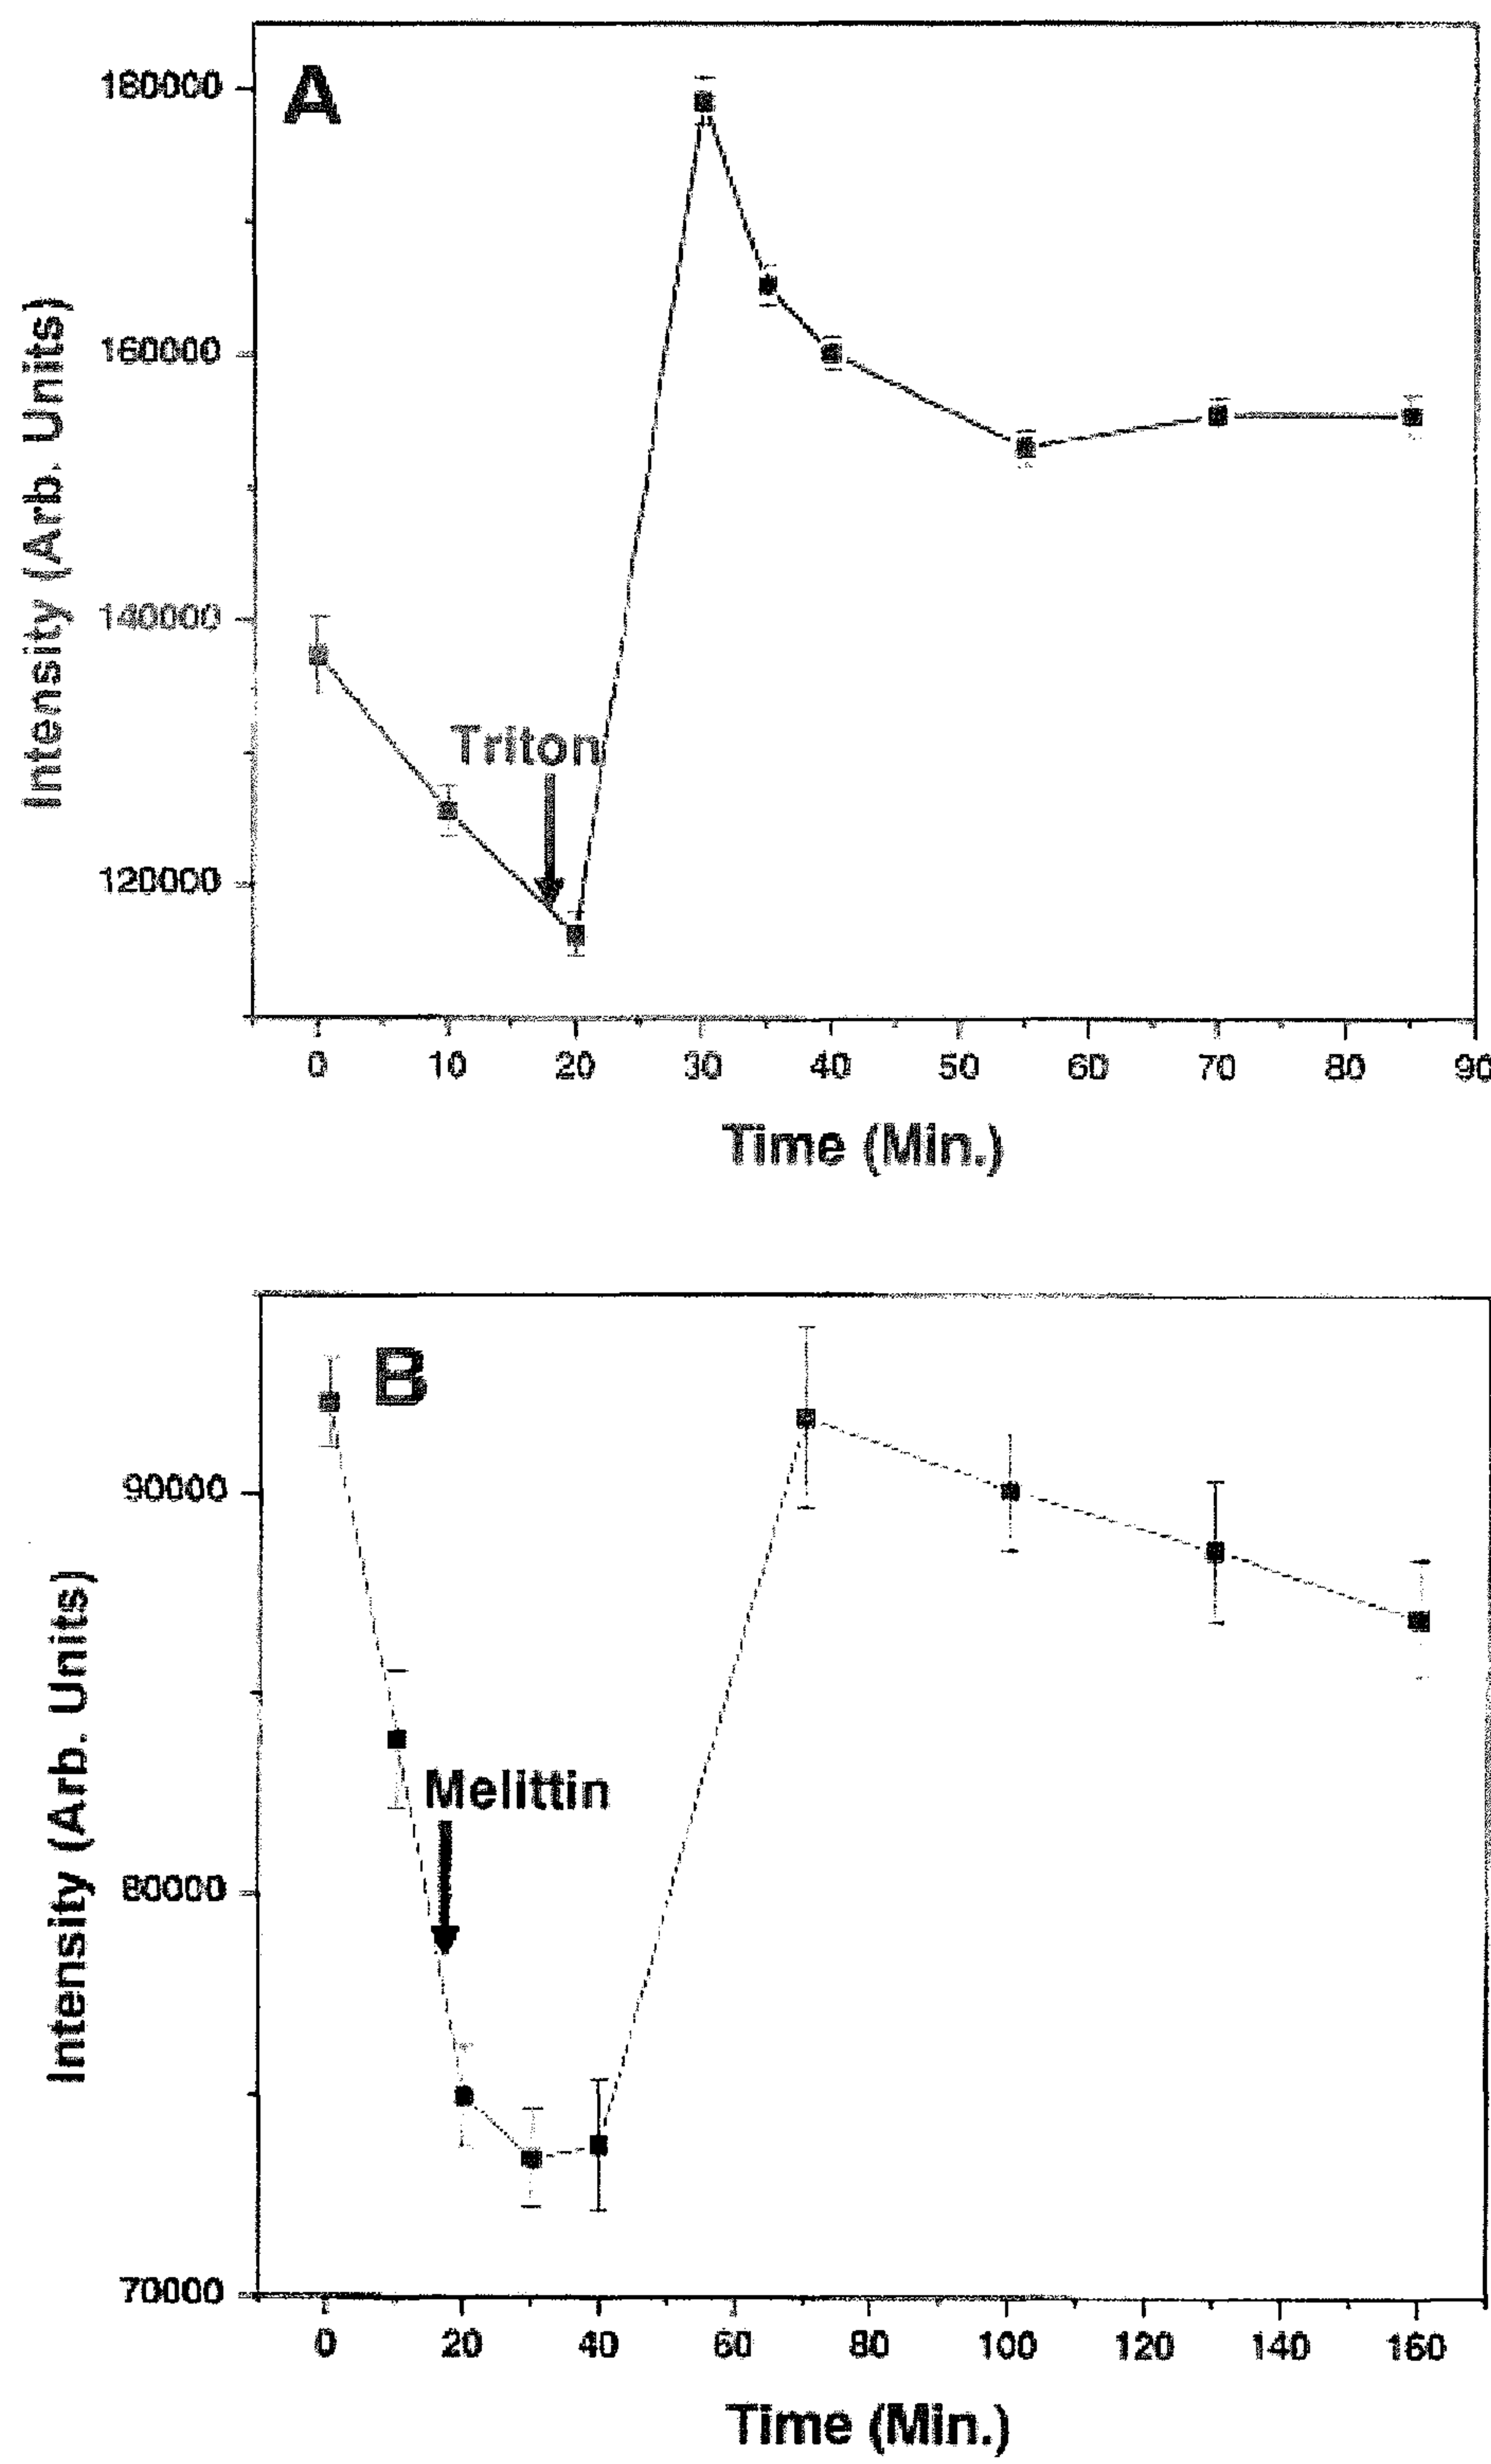 A
180000
160000
140000
120000
Intensity (Arb. Units)
Triton
0 10 20 30 40 50 60 70 80 90
Time (Min.)
B
90000
80000
70000
Intensity (Arb. Units)
Melittin
0 20 40 60 80 100 120 140 160
Time (Min.)